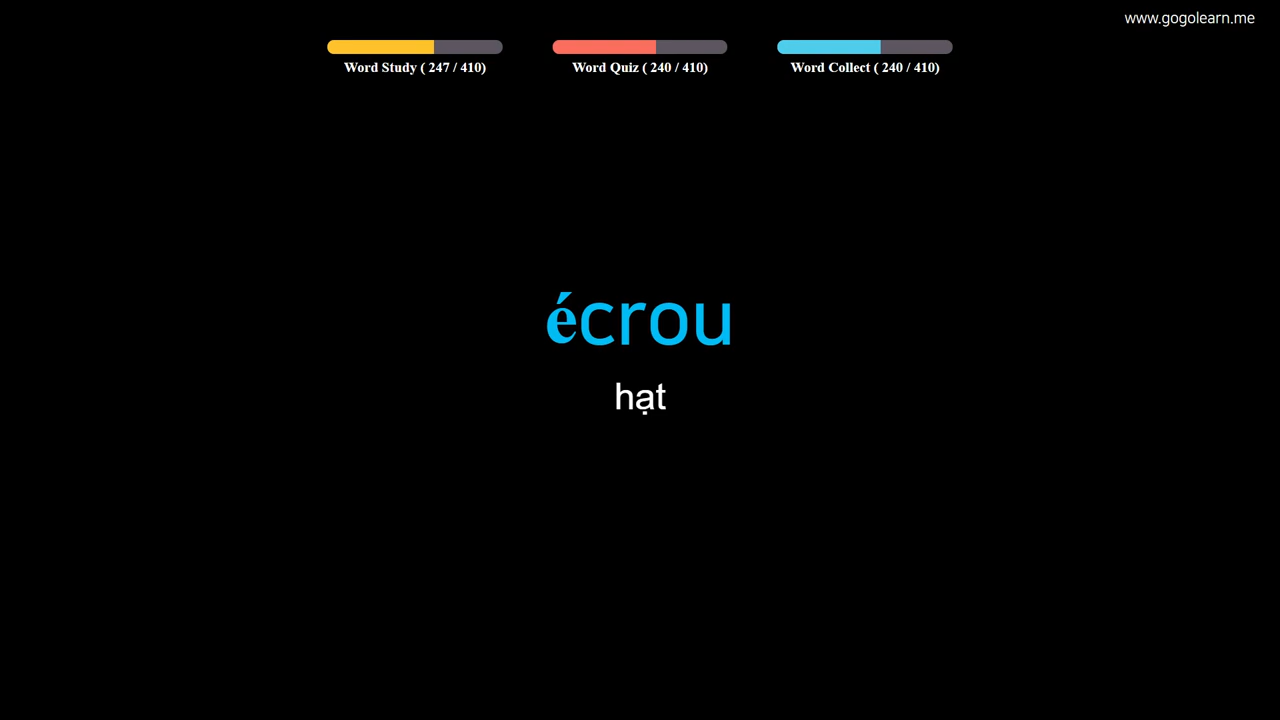 www.gogolearn.me
Word Study ( 247 / 410)
Word Quiz ( 240 / 410)
Word Collect ( 240 / 410)
écrou
hạt